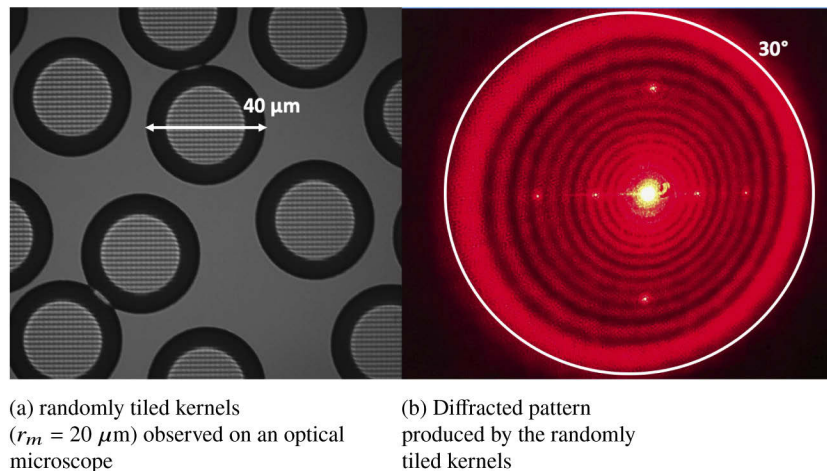 40 μm
30°
(a) randomly tiled kernels
(r_m = 20 μm) observed on an optical
microscope
(b) Diffracted pattern
produced by the randomly
tiled kernels